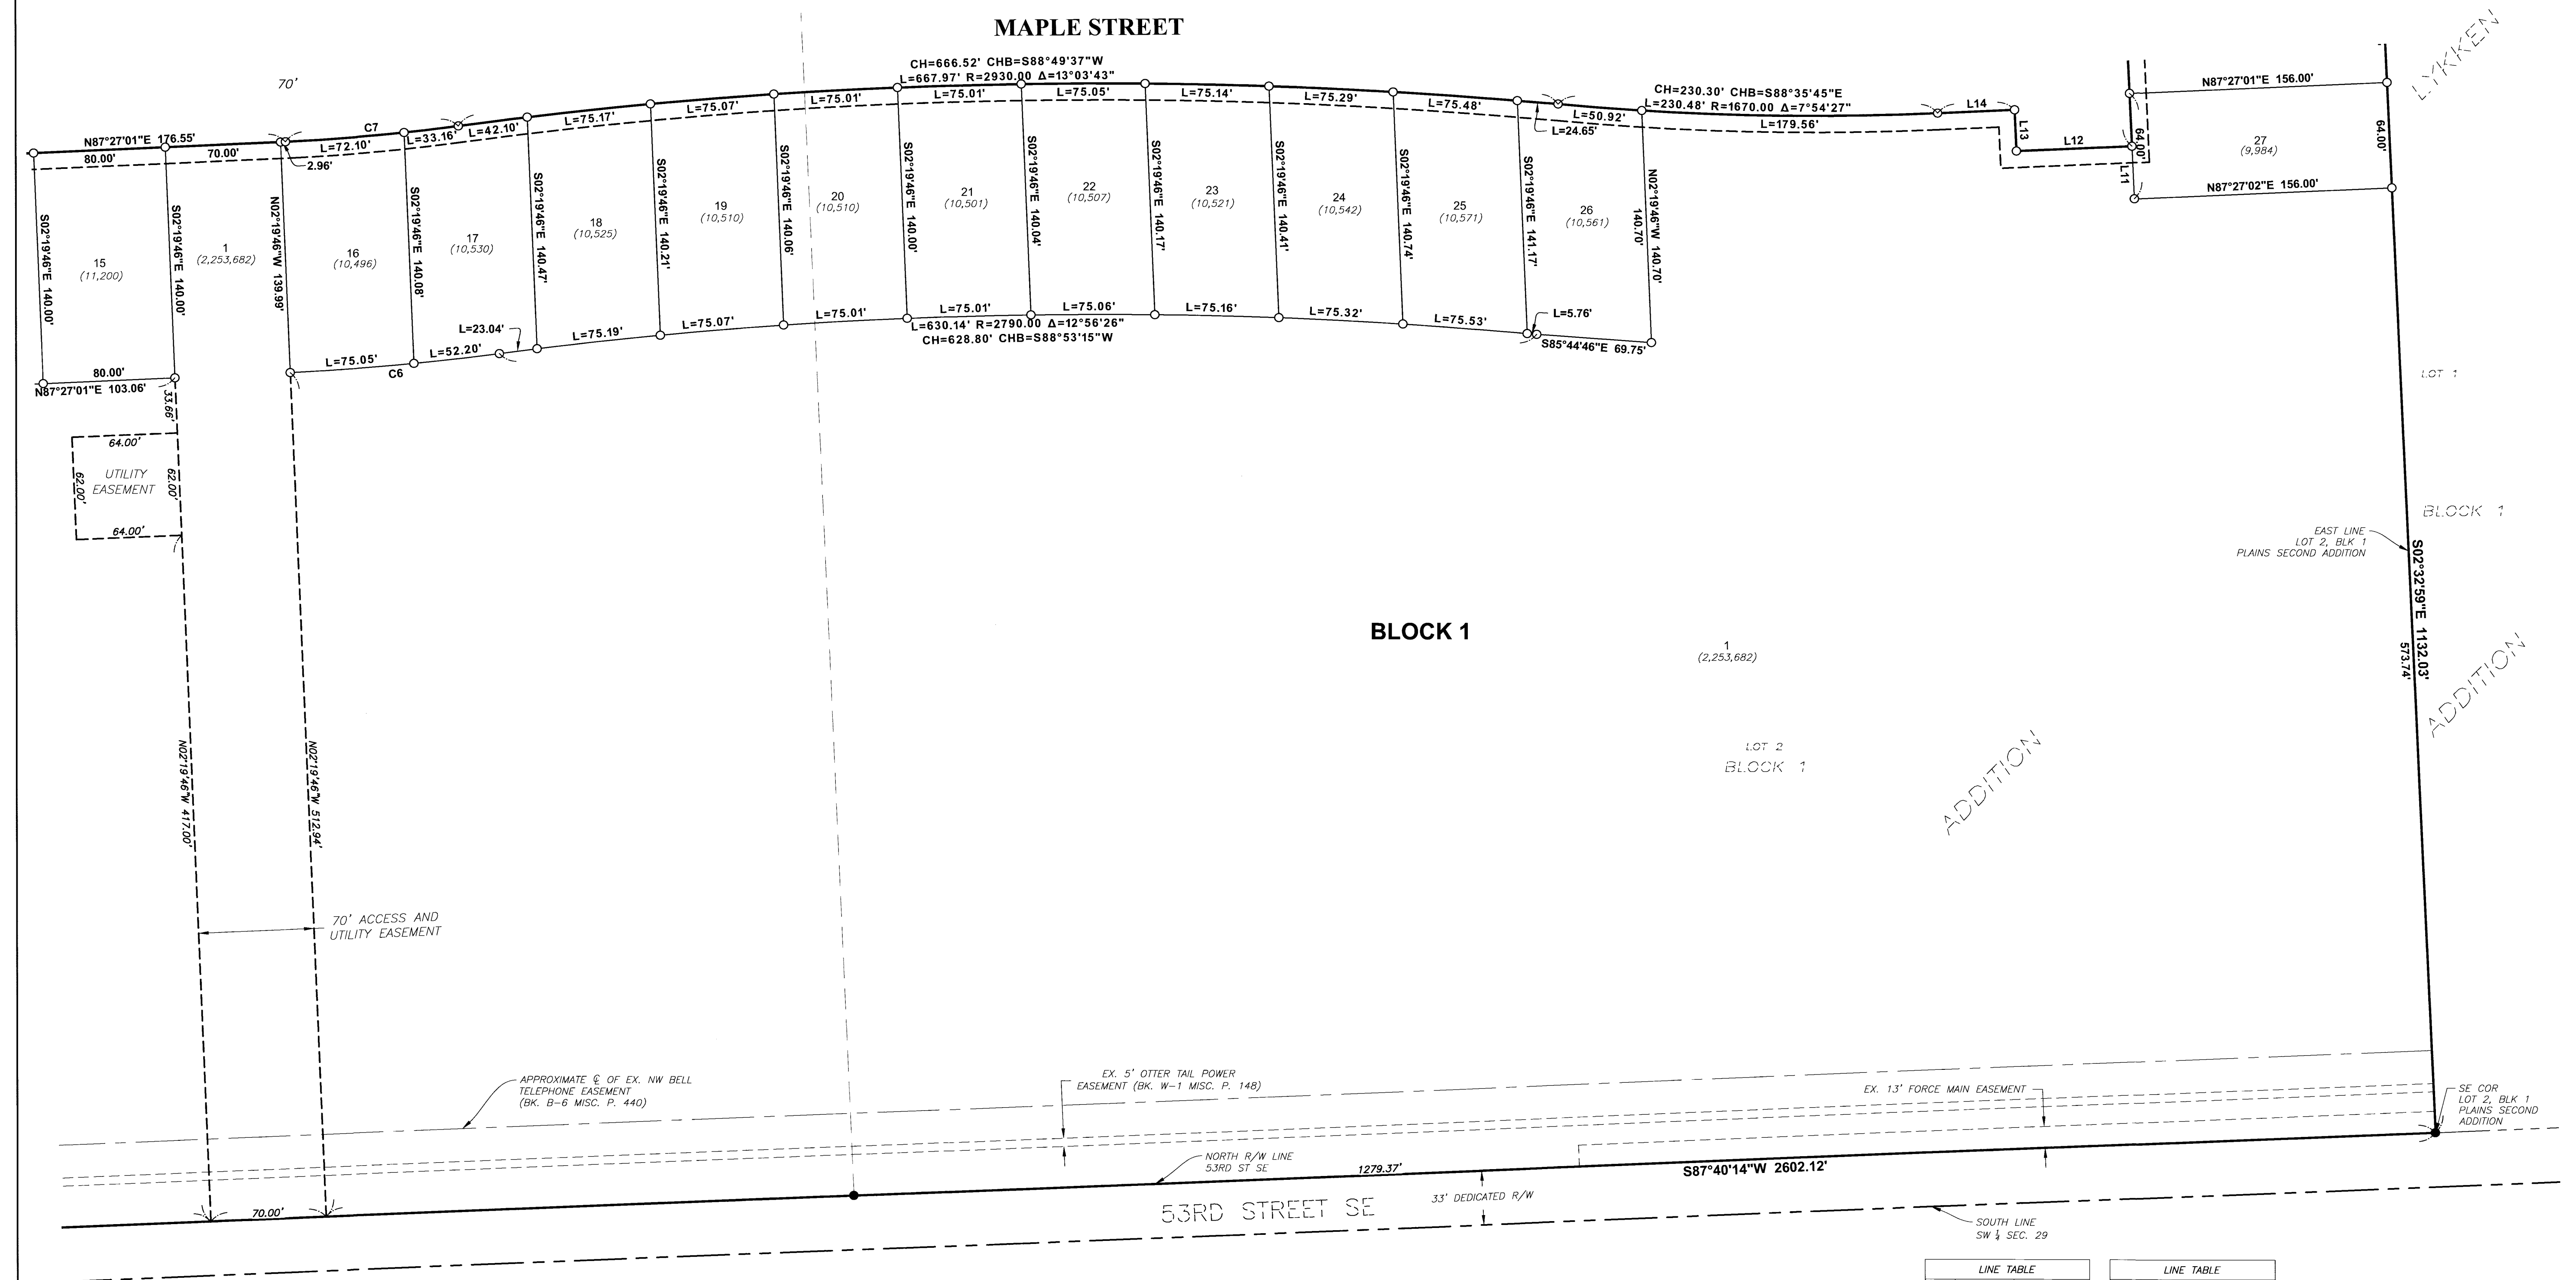 MAPLE STREET
LYKKEN
70'
CH=666.52' CHB=S88°49'37"W
L=667.97' R=2930.00 Δ=13°03'43"
CH=230.30' CHB=S88°35'45"E
L=230.48' R=1670.00 Δ=7°54'27"
N87°27'01"E 176.55'
80.00'
70.00'
2.96'
C7
L=72.10'
L=33.16'
L=42.10'
L=75.17'
L=75.07'
L=75.01'
L=75.01'
L=75.05'
L=75.14'
L=75.29'
L=75.48'
L=24.65'
L=50.92'
L=179.56'
L14
L13
L12
L11
64.00'
N87°27'01"E 156.00'
64.00'
27
(9,984)
N87°27'02"E 156.00'
S02°19'46"E 140.00'
15
(11,200)
S02°19'46"E 140.00'
1
(2,253,682)
N02°19'46"W 139.99'
16
(10,496)
S02°19'46"E 140.08'
17
(10,530)
S02°19'46"E 140.47'
18
(10,525)
S02°19'46"E 140.21'
19
(10,510)
S02°19'46"E 140.06'
20
(10,510)
S02°19'46"E 140.00'
21
(10,501)
S02°19'46"E 140.04'
22
(10,507)
S02°19'46"E 140.17'
23
(10,521)
S02°19'46"E 140.41'
24
(10,542)
S02°19'46"E 140.74'
25
(10,571)
S02°19'46"E 141.17'
26
(10,561)
N02°19'46"W 140.70'
140.70'
80.00'
N87°27'01"E 103.06'
33.66'
L=75.05'
C6
L=52.20'
L=23.04'
L=75.19'
L=75.07'
L=75.01'
L=75.01'
L=75.06'
L=75.16'
L=75.32'
L=75.53'
L=5.76'
S85°44'46"E 69.75'
L=630.14' R=2790.00 Δ=12°56'26"
CH=628.80' CHB=S88°53'15"W
64.00'
62.00'
UTILITY
EASEMENT
62.00'
64.00'
LOT 1
BLOCK 1
EAST LINE
LOT 2, BLK 1
PLAINS SECOND ADDITION
S02°32'59"E 1132.03'
573.74'
BLOCK 1
1
(2,253,682)
LOT 2
BLOCK 1
ADDITION
ADDITION
N02°19'46"W 417.00'
N02°19'46"W 512.94'
70' ACCESS AND
UTILITY EASEMENT
APPROXIMATE ℄ OF EX. NW BELL
TELEPHONE EASEMENT
(BK. B-6 MISC. P. 440)
EX. 5' OTTER TAIL POWER
EASEMENT (BK. W-1 MISC. P. 148)
EX. 13' FORCE MAIN EASEMENT
SE COR
LOT 2, BLK 1
PLAINS SECOND
ADDITION
NORTH R/W LINE
53RD ST SE
1279.37'
S87°40'14"W 2602.12'
70.00'
53RD STREET SE
33' DEDICATED R/W
SOUTH LINE
SW ¼ SEC. 29
LINE TABLE
LINE TABLE